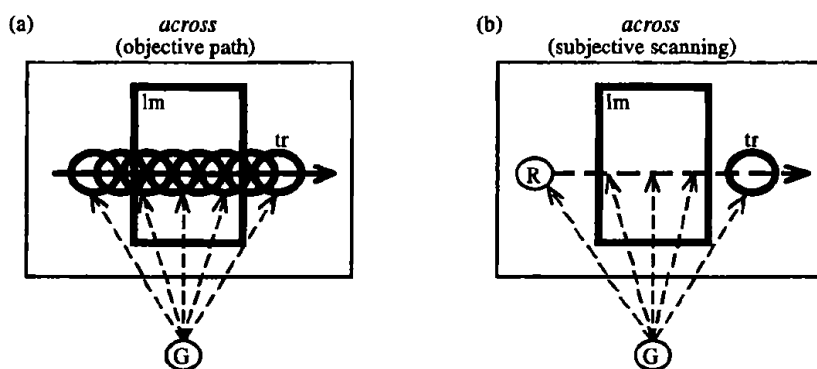 (a)
across
(objective path)
lm
tr
G
(b)
across
(subjective scanning)
lm
tr
R
G